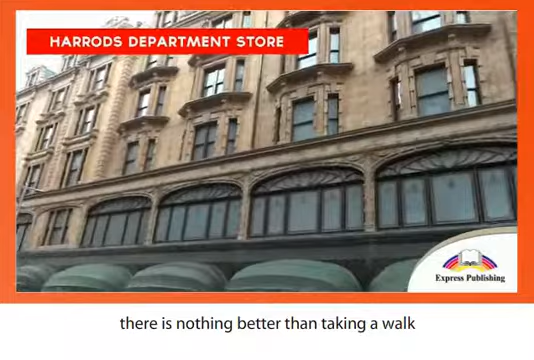 HARRODS DEPARTMENT STORE
Express Publishing
there is nothing better than taking a walk